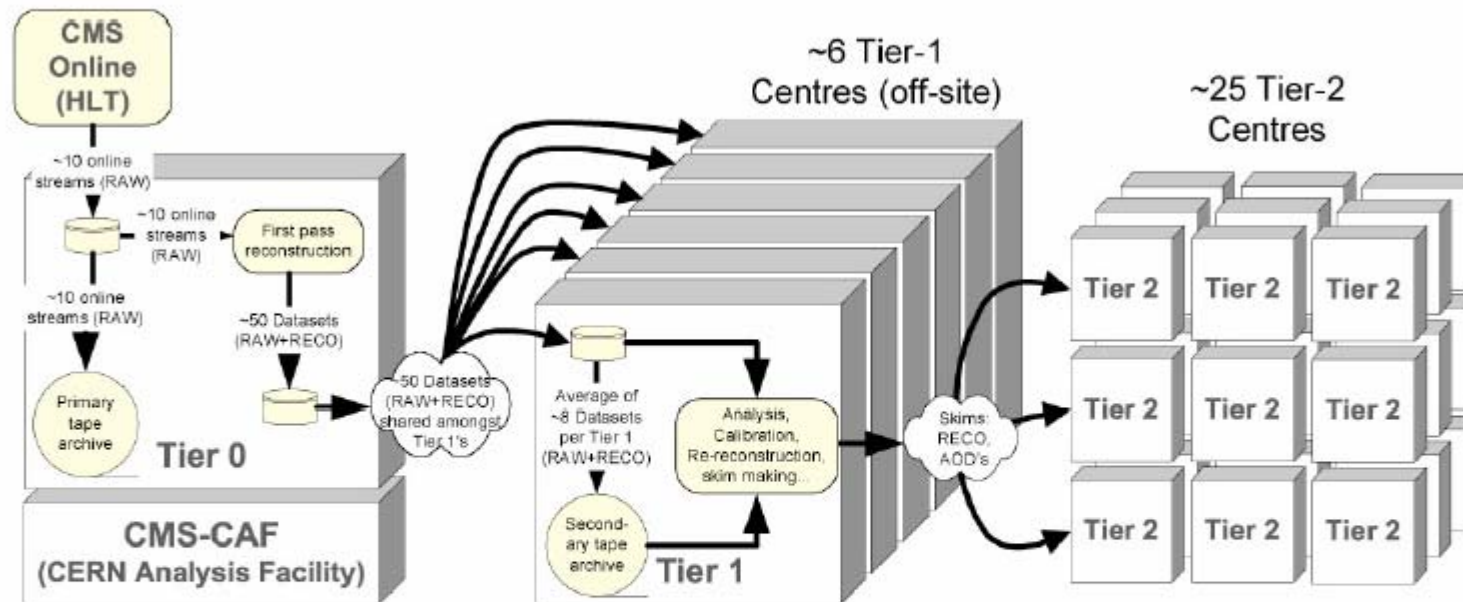 CMS
Online
(HLT)
~10 online
streams (RAW)
~10 online
streams
(RAW)
First pass
reconstruction
~10 online
streams (RAW)
~50 Datasets
(RAW+RECO)
Primary
tape
archive
Tier 0
CMS-CAF
(CERN Analysis Facility)
~50 Datasets
(RAW+RECO)
shared amongst
Tier 1's
~6 Tier-1
Centres (off-site)
Average of
~8 Datasets
per Tier 1
(RAW+RECO)
Analysis,
Calibration,
Re-reconstruction,
skim making...
Second-
ary tape
archive
Tier 1
Skims:
RECO,
AOD's
~25 Tier-2
Centres
Tier 2
Tier 2
Tier 2
Tier 2
Tier 2
Tier 2
Tier 2
Tier 2
Tier 2